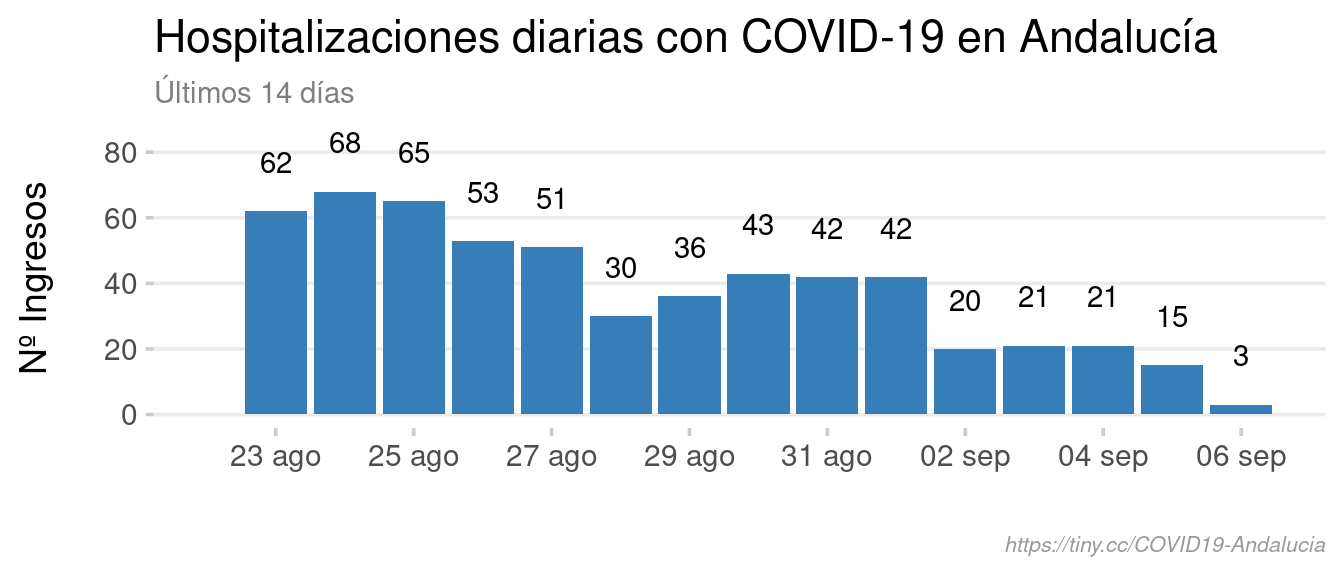 Hospitalizaciones diarias con COVID-19 en Andalucía
Últimos 14 días
Nº Ingresos
80
60
40
20
0
62
68
65
53
51
30
36
43
42
42
20
21
21
15
3
23 ago
25 ago
27 ago
29 ago
31 ago
02 sep
04 sep
06 sep
https://tiny.cc/COVID19-Andalucia